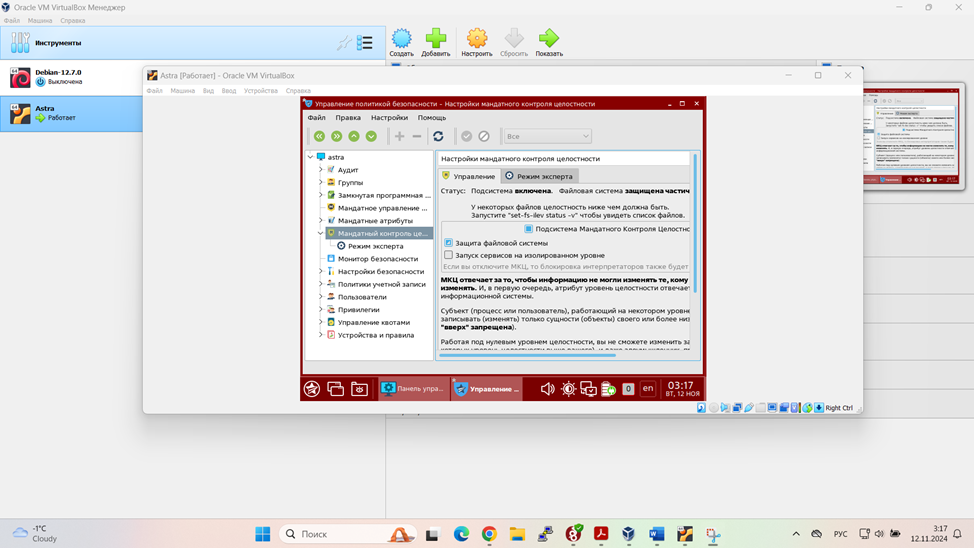 Oracle VM VirtualBox Менеджер
Файл Машина Справка
Инструменты
Создать Добавить Настроить Сбросить Показать
Debian-12.7.0
Выключена
Astra
Работает
Astra [Работает] - Oracle VM VirtualBox
Файл Машина Вид Ввод Устройства Справка
Управление политикой безопасности – Настройки мандатного контроля целостности
Файл Правка Настройки Помощь
Все
astra
Аудит
Группы
Замкнутая программная ...
Мандатное управление ...
Мандатные атрибуты
Мандатный контроль це...
Режим эксперта
Монитор безопасности
Настройки безопасности
Политики учетной записи
Пользователи
Привилегии
Управление квотами
Устройства и правила
Настройки мандатного контроля целостности
Управление Режим эксперта
Статус: Подсистема включена. Файловая система защищена частич
У некоторых файлов целостность ниже чем должна быть.
Запустите "set-fs-ilev status -v" чтобы увидеть список файлов.
Подсистема Мандатного Контроля Целостно
Защита файловой системы
Запуск сервисов на изолированном уровне
Если вы отключите МКЦ, то блокировка интерпретаторов также будет
МКЦ отвечает за то, чтобы информацию не могли изменять те, кому
изменять. И, в первую очередь, атрибут уровень целостности отвечает
информационной системы.
Субъект (процесс или пользователь), работающий на некотором уровне
записывать (изменять) только сущности (объекты) своего или более низ
"вверх" запрещена).
Работая под нулевым уровнем целостности, вы не сможете изменить за
Панель упра... Управление ... 0 en 03:17
ВТ, 12 НОЯ
Right Ctrl
-1°C
Cloudy
Поиск
РУС
3:17
12.11.2024